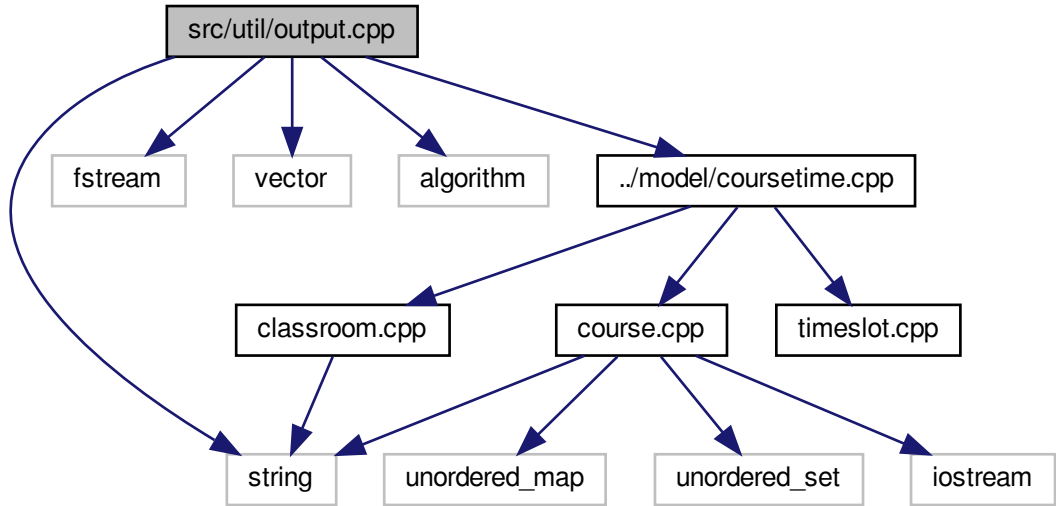 src/util/output.cpp
fstream
vector
algorithm
../model/coursetime.cpp
classroom.cpp
course.cpp
timeslot.cpp
string
unordered_map
unordered_set
iostream